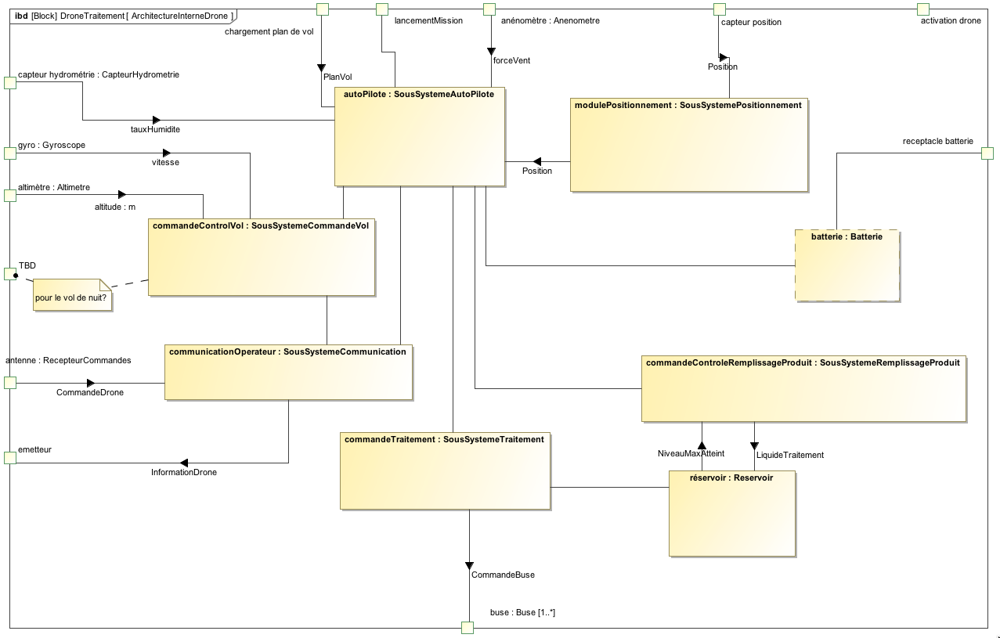 ibd [Block] DroneTraitement [ ArchitectureInterneDrone ]
chargement plan de vol
lancementMission
anénomètre : Anenometre
capteur position
activation drone
forceVent
Position
PlanVol
capteur hydrométrie : CapteurHydrometrie
autoPilote : SousSystemeAutoPilote
modulePositionnement : SousSystemePositionnement
tauxHumidite
gyro : Gyroscope
receptacle batterie
vitesse
Position
altimètre : Altimetre
altitude : m
commandeControlVol : SousSystemeCommandeVol
batterie : Batterie
TBD
pour le vol de nuit?
communicationOperateur : SousSystemeCommunication
antenne : RecepteurCommandes
commandeControleRemplissageProduit : SousSystemeRemplissageProduit
CommandeDrone
commandeTraitement : SousSystemeTraitement
emetteur
NiveauMaxAtteint
LiquideTraitement
InformationDrone
réservoir : Reservoir
CommandeBuse
buse : Buse [1..*]